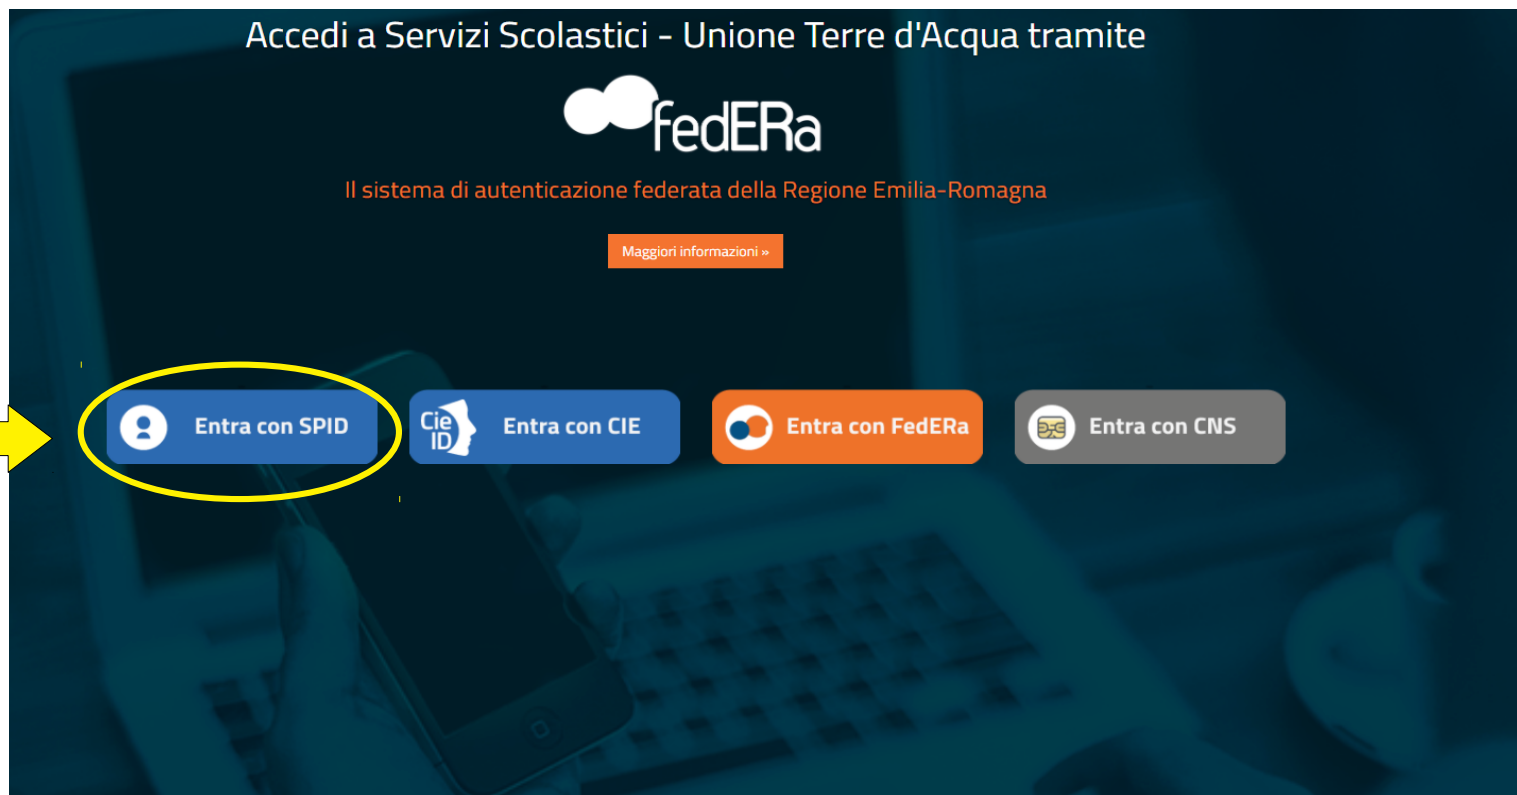 Accedi a Servizi Scolastici - Unione Terre d'Acqua tramite
fedERa
Il sistema di autenticazione federata della Regione Emilia-Romagna
Maggiori informazioni »
Entra con SPID
Cie ID
Entra con CIE
Entra con FedERa
Entra con CNS